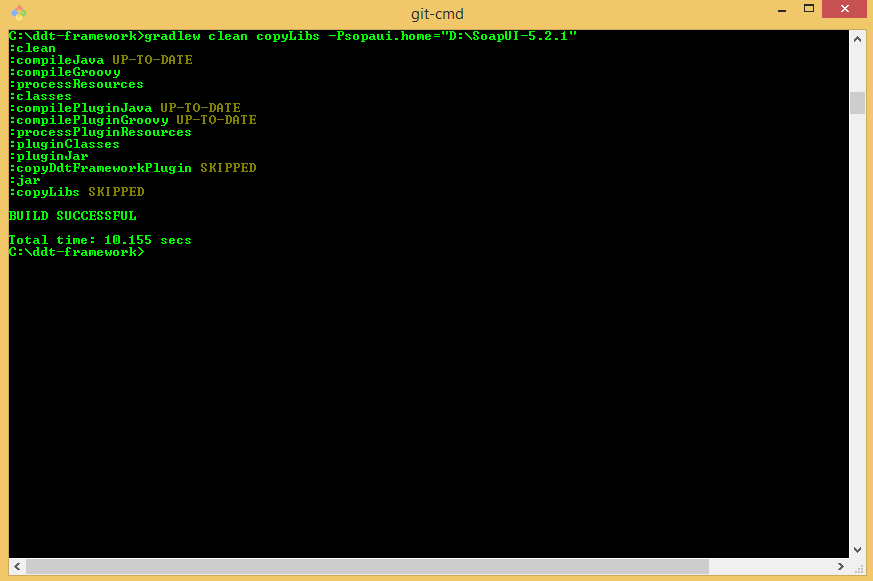 git-cmd
C:\ddt-framework>gradlew clean copyLibs -Psopaui.home="D:\SoapUI-5.2.1"
:clean
:compileJava UP-TO-DATE
:compileGroovy
:processResources
:classes
:compilePluginJava UP-TO-DATE
:compilePluginGroovy UP-TO-DATE
:processPluginResources
:pluginClasses
:pluginJar
:copyDdtFrameworkPlugin SKIPPED
:jar
:copyLibs SKIPPED
BUILD SUCCESSFUL
Total time: 10.155 secs
C:\ddt-framework>